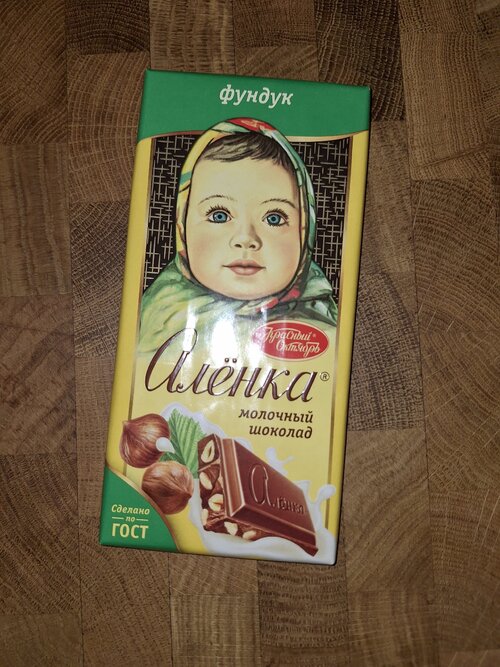 фундук
Красный
Октябрь
Алёнка®
молочный
шоколад
Алёнка
Сделано
по
ГОСТ